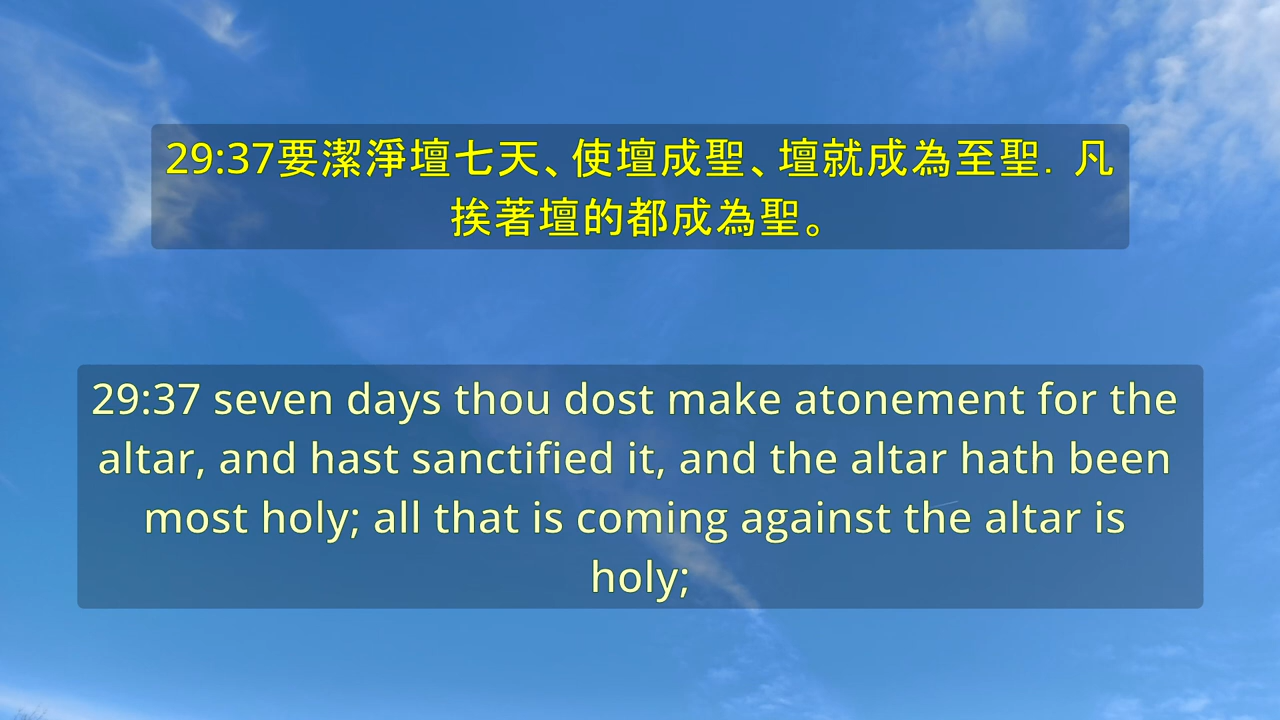 29:37要潔淨壇七天、使壇成聖、壇就成為至聖．凡
挨著壇的都成為聖。
29:37 seven days thou dost make atonement for the
altar, and hast sanctified it, and the altar hath been
most holy; all that is coming against the altar is
holy;